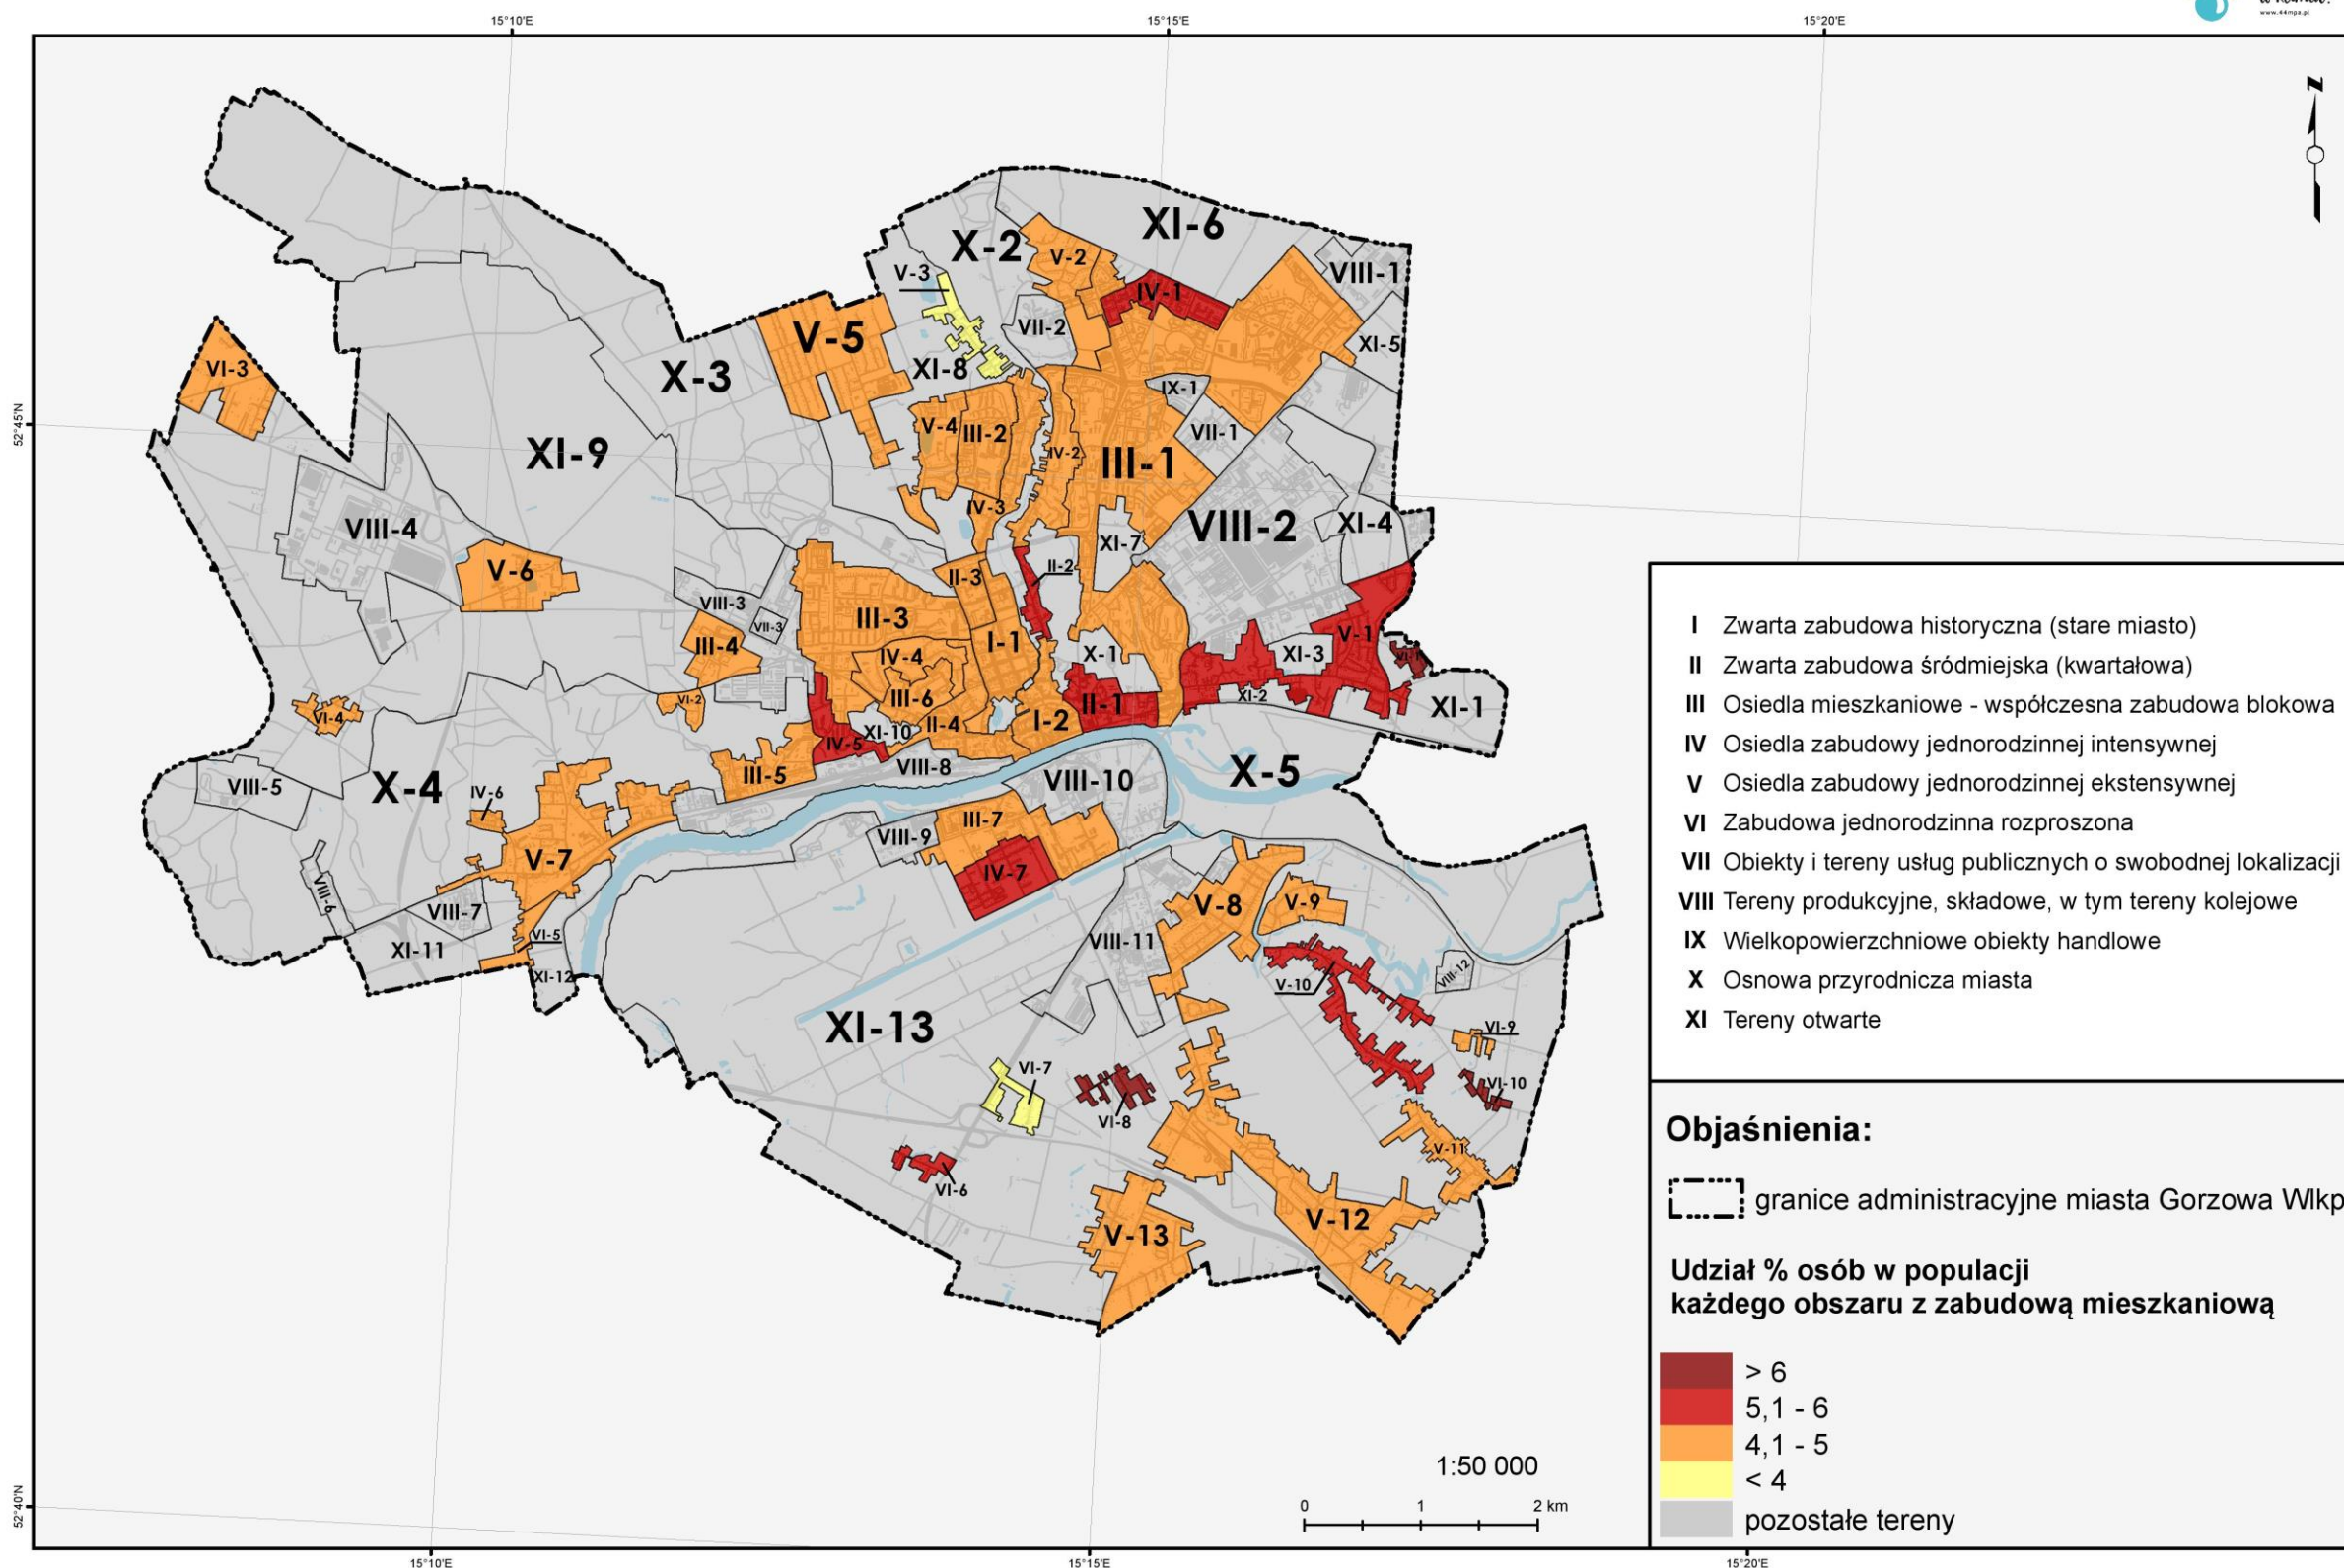 15°10'E
15°15'E
15°20'E
www.44mpa.pl
N
52°45'N
52°40'N
XI-6
X-2
V-2
V-3
VIII-1
IV-1
VII-2
V-5
XI-5
XI-8
X-3
VI-3
IX-1
V-4
III-2
VII-1
XI-9
IV-2
III-1
IV-3
VIII-4
VIII-2
XI-4
XI-7
V-6
II-3
II-2
VIII-3
III-3
VII-3
V-1
III-4
I-1
IV-4
X-1
XI-3
III-6
VI-2
XI-2
XI-1
VI-4
II-1
I-2
II-4
XI-10
IV-5
VIII-8
III-5
X-5
VIII-10
VIII-5
X-4
IV-6
III-7
VIII-9
V-7
IV-7
VIII-6
V-8
V-9
VIII-7
VI-5
VIII-11
XI-11
XI-12
VIII-12
V-10
XI-13
VI-9
VI-7
VI-10
VI-8
V-11
VI-6
V-12
V-13
I Zwarta zabudowa historyczna (stare miasto)
II Zwarta zabudowa śródmiejska (kwartałowa)
III Osiedla mieszkaniowe - współczesna zabudowa blokowa
IV Osiedla zabudowy jednorodzinnej intensywnej
V Osiedla zabudowy jednorodzinnej ekstensywnej
VI Zabudowa jednorodzinna rozproszona
VII Obiekty i tereny usług publicznych o swobodnej lokalizacji
VIII Tereny produkcyjne, składowe, w tym tereny kolejowe
IX Wielkopowierzchniowe obiekty handlowe
X Osnowa przyrodnicza miasta
XI Tereny otwarte
Objaśnienia:
granice administracyjne miasta Gorzowa Wlkp
Udział % osób w populacji
każdego obszaru z zabudową mieszkaniową
> 6
5,1 - 6
4,1 - 5
< 4
pozostałe tereny
1:50 000
0 1 2 km
15°10'E
15°15'E
15°20'E